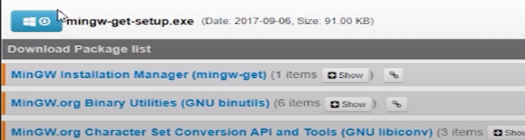 mingw-get-setup.exe (Date: 2017-09-06, Size: 91.00 KB)
Download Package list
MinGW Installation Manager (mingw-get) (1 items Show)
MinGW.org Binary Utilities (GNU binutils) (6 items Show)
MinGW.org Character Set Conversion API and Tools (GNU libiconv) (3 items Sho